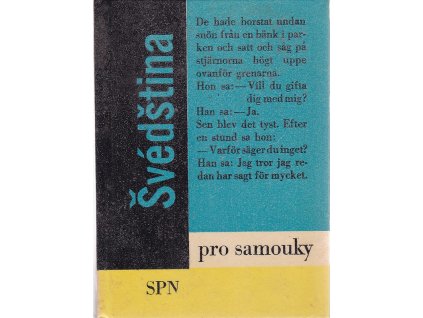 Švédština
De hade borstat undan
snön från en bänk i par-
ken och satt och såg på
stjärnorna högt uppe
ovanför grenarna.
Hon sa: — Vill du gifta
dig med mig?
Han sa: — Ja.
Sen blev det tyst. Efter
en stund sa hon:
— Varför säger du inget?
Han sa: Jag tror jag re-
dan har sagt för mycket.
pro samouky
SPN